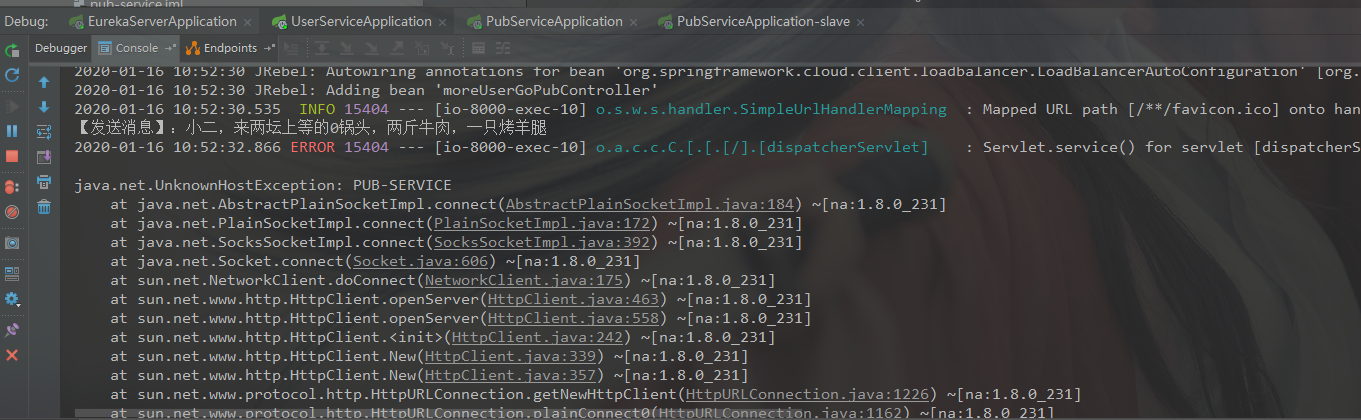 pub-service.iml
Debug: EurekaServerApplication × UserServiceApplication × PubServiceApplication × PubServiceApplication-slave ×
Debugger Console Endpoints
2020-01-16 10:52:30 JRebel: Autowiring annotations for bean 'org.springframework.cloud.client.loadbalancer.LoadBalancerAutoConfiguration' [org.
2020-01-16 10:52:30 JRebel: Adding bean 'moreUserGoPubController'
2020-01-16 10:52:30.535 INFO 15404 --- [io-8000-exec-10] o.s.w.s.handler.SimpleUrlHandlerMapping : Mapped URL path [/**/favicon.ico] onto han
【发送消息】：小二，来两坛上等的0锅头，两斤牛肉，一只烤羊腿
2020-01-16 10:52:32.866 ERROR 15404 --- [io-8000-exec-10] o.a.c.c.C.[.[.[/].[dispatcherServlet] : Servlet.service() for servlet [dispatcherS
java.net.UnknownHostException: PUB-SERVICE
at java.net.AbstractPlainSocketImpl.connect(AbstractPlainSocketImpl.java:184) ~[na:1.8.0_231]
at java.net.PlainSocketImpl.connect(PlainSocketImpl.java:172) ~[na:1.8.0_231]
at java.net.SocksSocketImpl.connect(SocksSocketImpl.java:392) ~[na:1.8.0_231]
at java.net.Socket.connect(Socket.java:606) ~[na:1.8.0_231]
at sun.net.NetworkClient.doConnect(NetworkClient.java:175) ~[na:1.8.0_231]
at sun.net.www.http.HttpClient.openServer(HttpClient.java:463) ~[na:1.8.0_231]
at sun.net.www.http.HttpClient.openServer(HttpClient.java:558) ~[na:1.8.0_231]
at sun.net.www.http.HttpClient.<init>(HttpClient.java:242) ~[na:1.8.0_231]
at sun.net.www.http.HttpClient.New(HttpClient.java:339) ~[na:1.8.0_231]
at sun.net.www.http.HttpClient.New(HttpClient.java:357) ~[na:1.8.0_231]
at sun.net.www.protocol.http.HttpURLConnection.getNewHttpClient(HttpURLConnection.java:1226) ~[na:1.8.0_231]
at sun.net.www.protocol.http.HttpURLConnection.plainConnect0(HttpURLConnection.java:1162) ~[na:1.8.0_231]